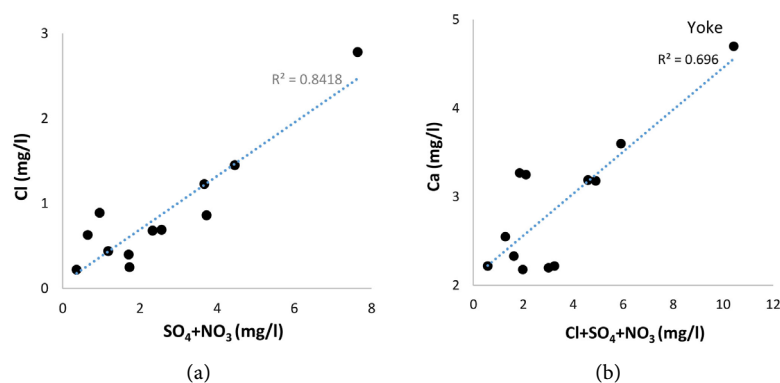 3
2
1
0
Cl (mg/l)
R² = 0.8418
0 2 4 6 8
SO₄+NO₃ (mg/l)
(a)
5
4
3
2
Ca (mg/l)
Yoke
R² = 0.696
0 2 4 6 8 10 12
Cl+SO₄+NO₃ (mg/l)
(b)